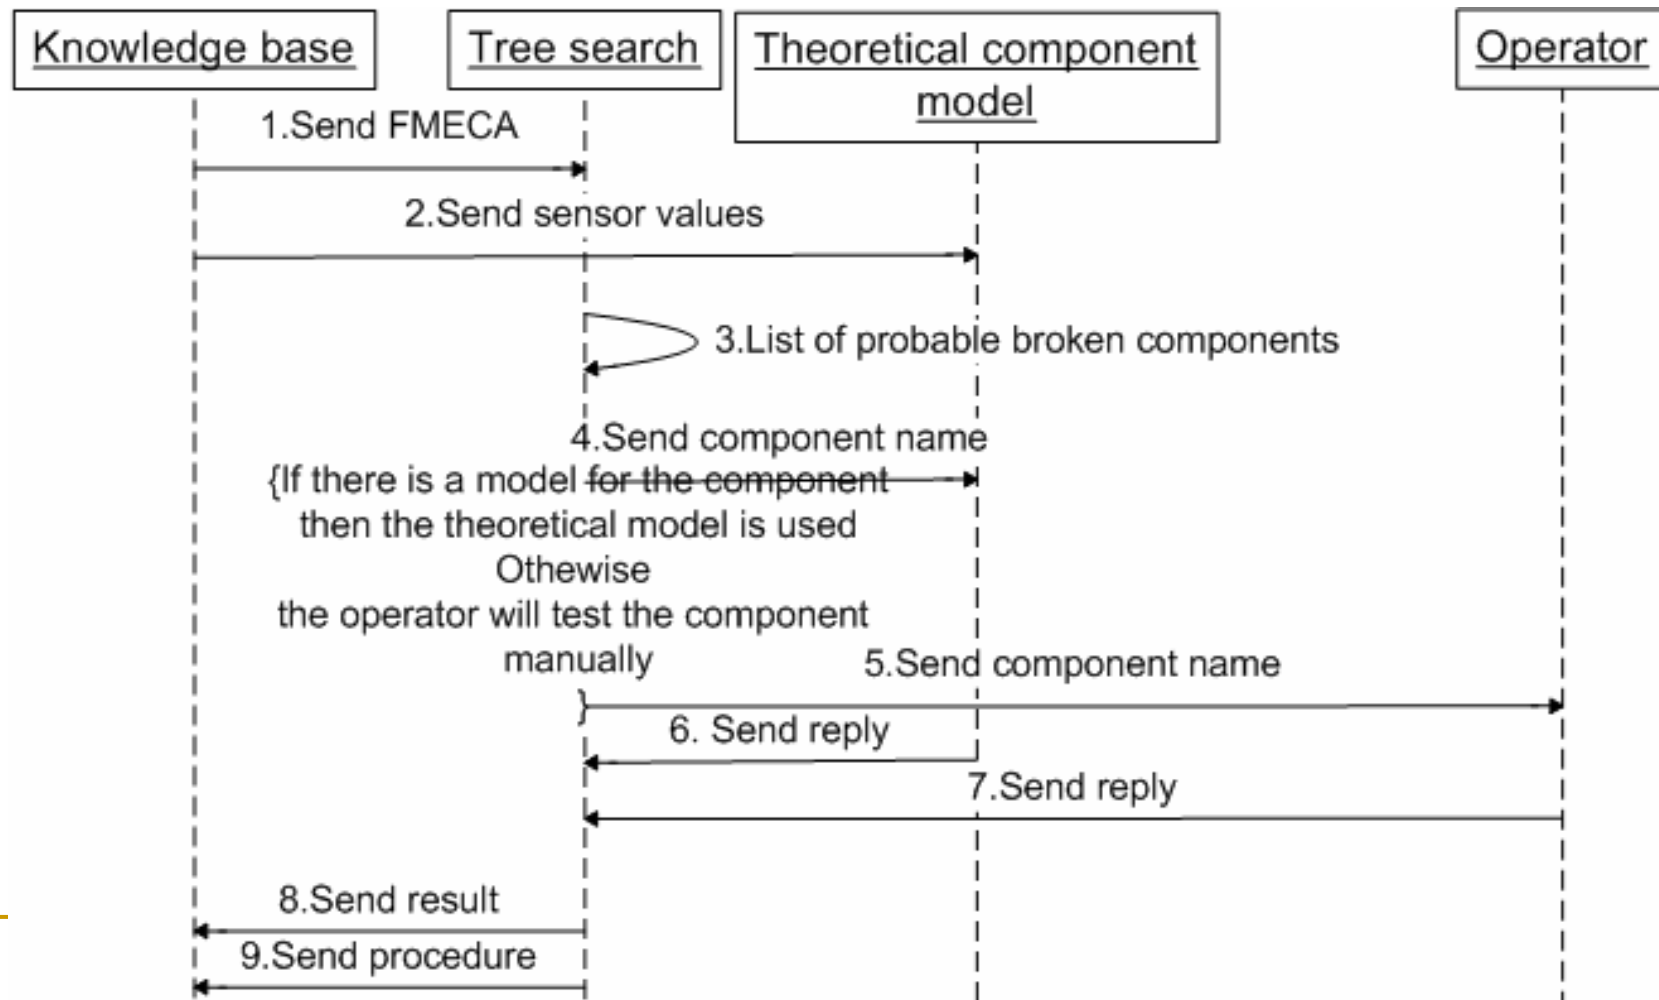 Knowledge base
Tree search
Theoretical component
model
Operator
1.Send FMECA
2.Send sensor values
3.List of probable broken components
4.Send component name
{If there is a model for the component
then the theoretical model is used
Othewise
the operator will test the component
manually
}
5.Send component name
6. Send reply
7.Send reply
8.Send result
9.Send procedure